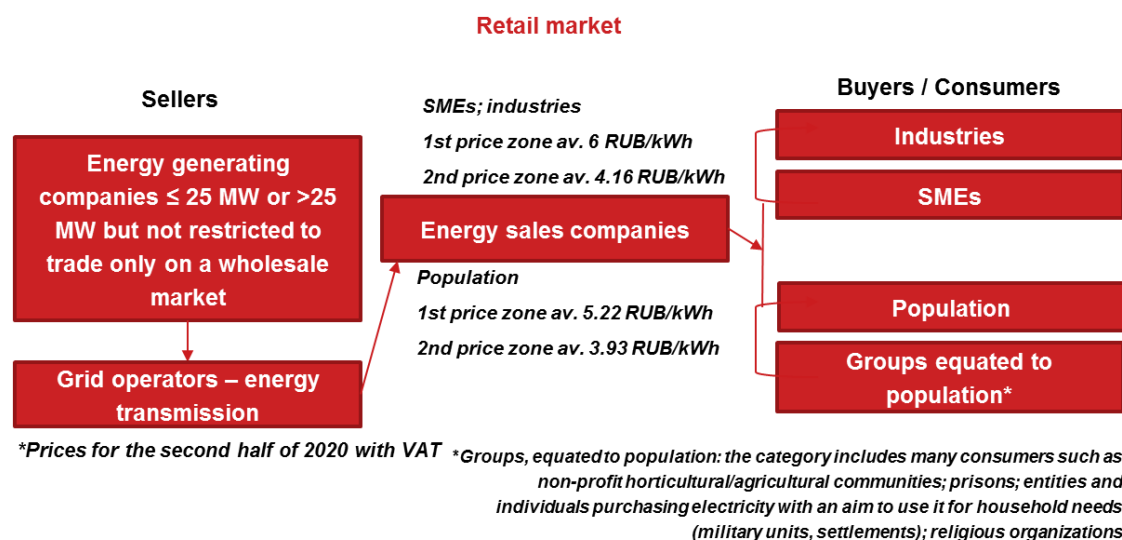 Retail market
Sellers
Energy generating
companies ≤ 25 MW or >25
MW but not restricted to
trade only on a wholesale
market
Grid operators – energy
transmission
*Prices for the second half of 2020 with VAT
SMEs; industries
1st price zone av. 6 RUB/kWh
2nd price zone av. 4.16 RUB/kWh
Energy sales companies
Population
1st price zone av. 5.22 RUB/kWh
2nd price zone av. 3.93 RUB/kWh
Buyers / Consumers
Industries
SMEs
Population
Groups equated to
population*
*Groups, equated to population: the category includes many consumers such as
non-profit horticultural/agricultural communities; prisons; entities and
individuals purchasing electricity with an aim to use it for household needs
(military units, settlements); religious organizations